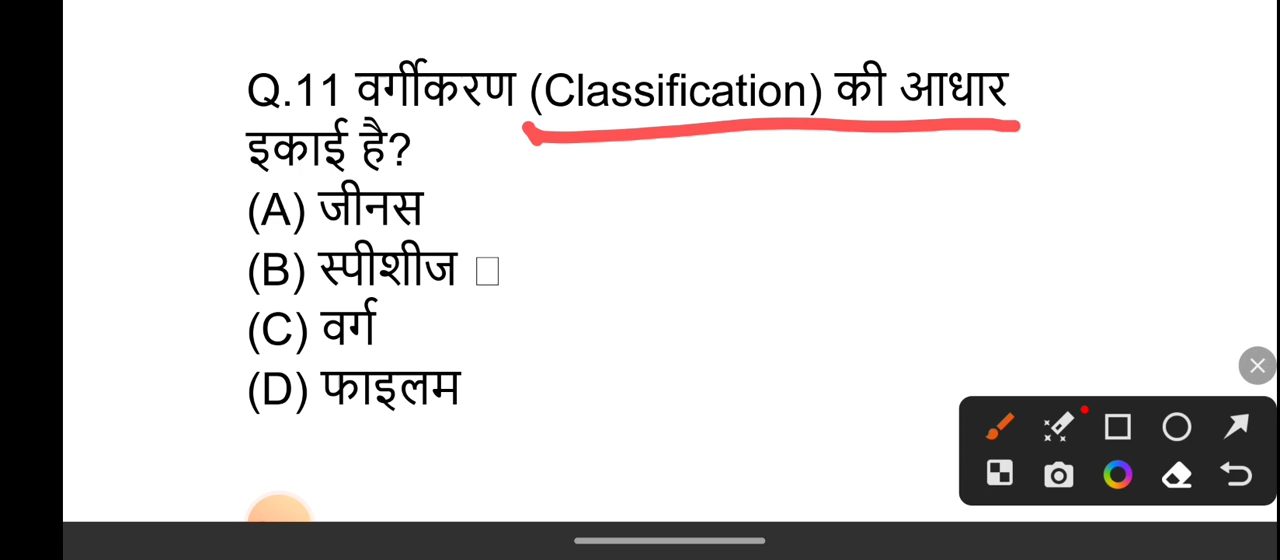 Q.11 वर्गीकरण (Classification) की आधार
इकाई है?
(A) जीनस
(B) स्पीशीज □
(C) वर्ग
(D) फाइलम